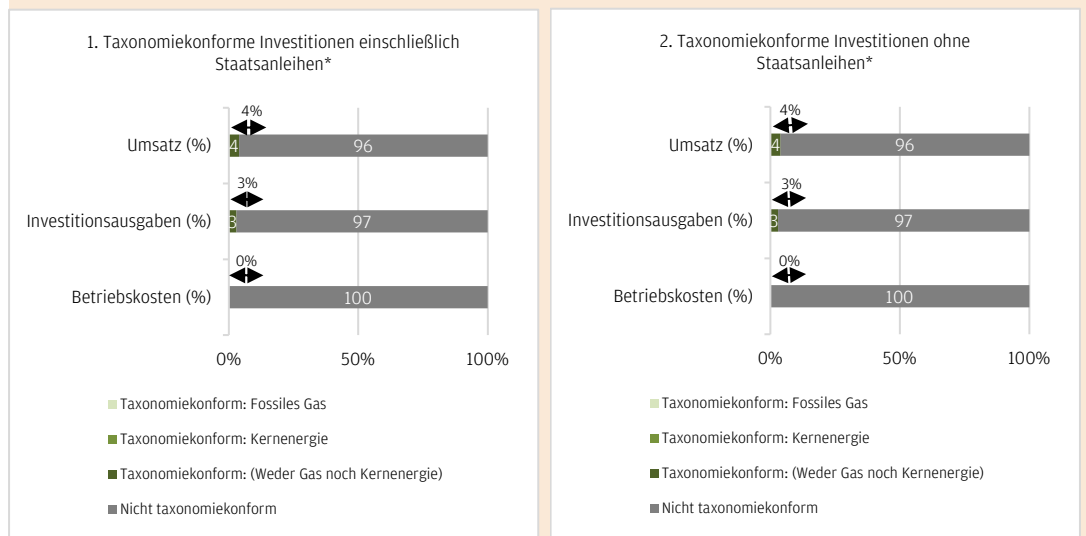 1. Taxonomiekonforme Investitionen einschließlich
Staatsanleihen*
4%
Umsatz (%) 4 96
3%
Investitionsausgaben (%) 3 97
0%
Betriebskosten (%) 100
0% 50% 100%
Taxonomiekonform: Fossiles Gas
Taxonomiekonform: Kernenergie
Taxonomiekonform: (Weder Gas noch Kernenergie)
Nicht taxonomiekonform
2. Taxonomiekonforme Investitionen ohne
Staatsanleihen*
4%
Umsatz (%) 4 96
3%
Investitionsausgaben (%) 3 97
0%
Betriebskosten (%) 100
0% 50% 100%
Taxonomiekonform: Fossiles Gas
Taxonomiekonform: Kernenergie
Taxonomiekonform: (Weder Gas noch Kernenergie)
Nicht taxonomiekonform